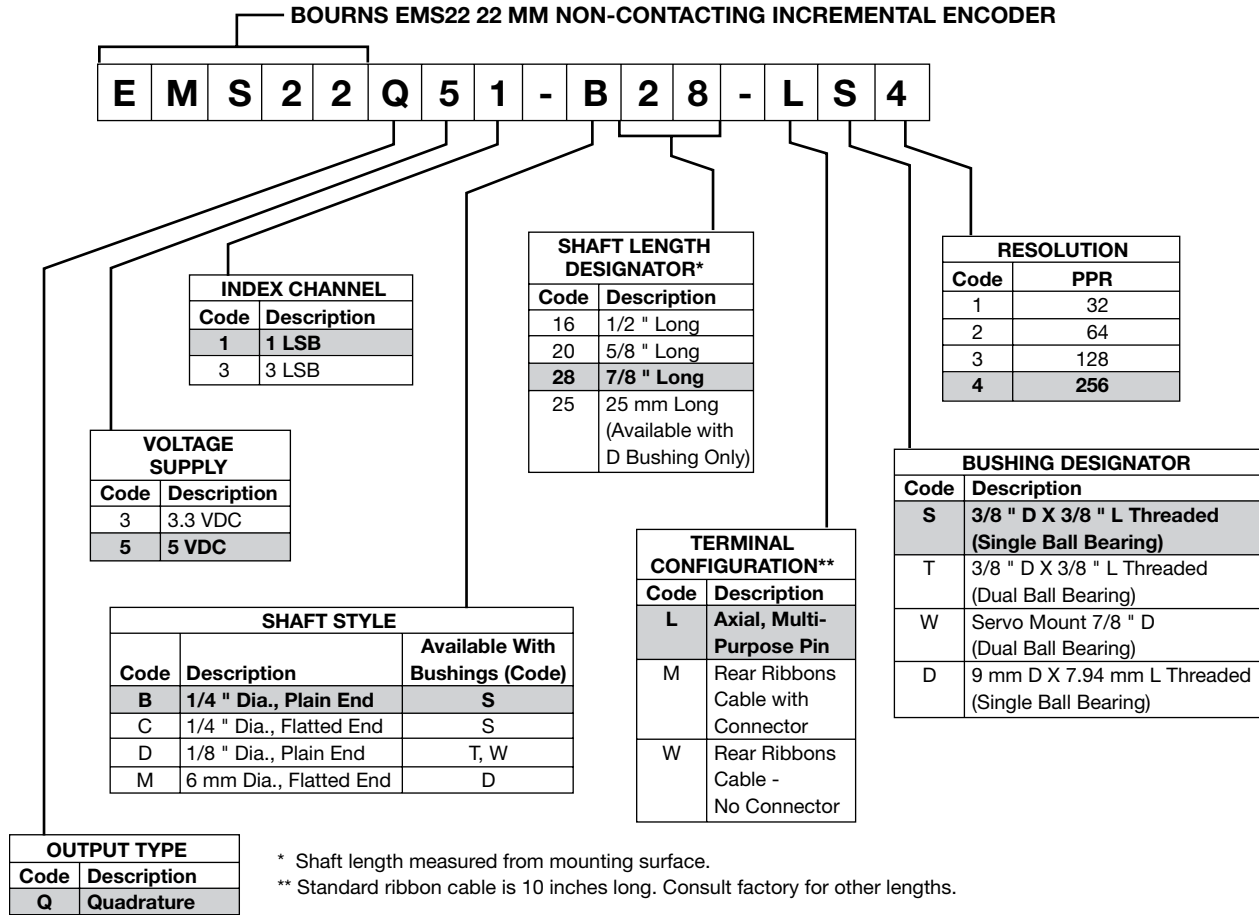 BOURNS EMS22 22 MM NON-CONTACTING INCREMENTAL ENCODER
E M S 2 2 Q 5 1 - B 2 8 - L S 4
INDEX CHANNEL
Code Description
1 1 LSB
3 3 LSB
SHAFT LENGTH
DESIGNATOR*
Code Description
16 1/2 " Long
20 5/8 " Long
28 7/8 " Long
25 25 mm Long
(Available with
D Bushing Only)
RESOLUTION
Code PPR
1 32
2 64
3 128
4 256
VOLTAGE
SUPPLY
Code Description
3 3.3 VDC
5 5 VDC
BUSHING DESIGNATOR
Code Description
S 3/8 " D X 3/8 " L Threaded
(Single Ball Bearing)
T 3/8 " D X 3/8 " L Threaded
(Dual Ball Bearing)
W Servo Mount 7/8 " D
(Dual Ball Bearing)
D 9 mm D X 7.94 mm L Threaded
(Single Ball Bearing)
TERMINAL
CONFIGURATION**
Code Description
L Axial, Multi-
Purpose Pin
M Rear Ribbons
Cable with
Connector
W Rear Ribbons
Cable -
No Connector
SHAFT STYLE
Available With
Code Description Bushings (Code)
B 1/4 " Dia., Plain End S
C 1/4 " Dia., Flatted End S
D 1/8 " Dia., Plain End T, W
M 6 mm Dia., Flatted End D
OUTPUT TYPE
Code Description
Q Quadrature
* Shaft length measured from mounting surface.
** Standard ribbon cable is 10 inches long. Consult factory for other lengths.